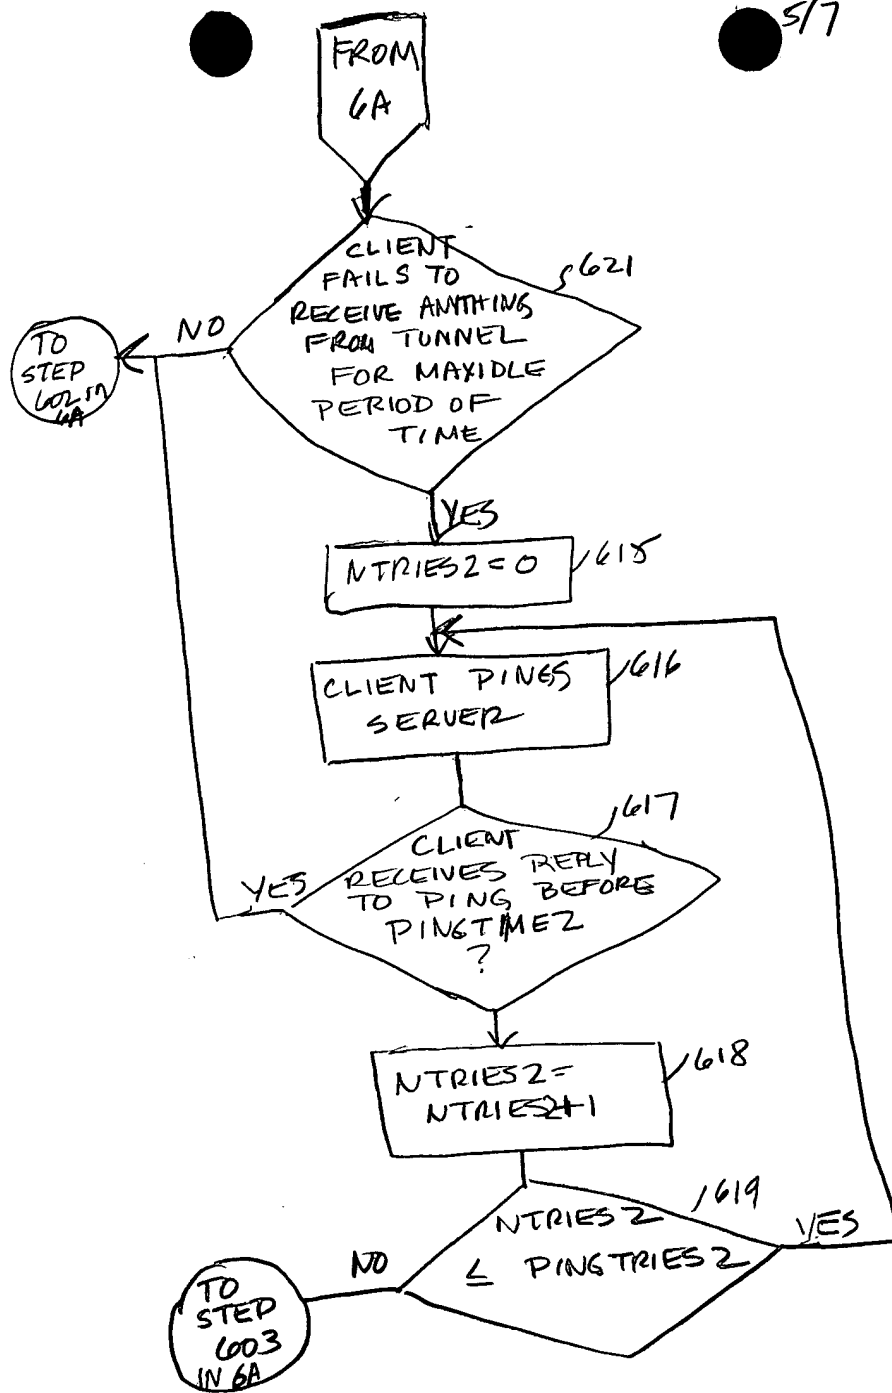 5/7
FROM
6A
CLIENT
FAILS TO
RECEIVE ANYTHING
FROM TUNNEL
FOR MAXIDLE
PERIOD OF
TIME
621
NO
TO
STEP
602 IN
6A
YES
NTRIES2=0
615
CLIENT PINGS
SERVER
616
CLIENT
RECEIVES REPLY
TO PING BEFORE
PINGTIME2
?
617
YES
NTRIES2=
NTRIES2+1
618
NTRIES2
≤ PINGTRIES2
619
YES
NO
TO
STEP
603
IN 6A